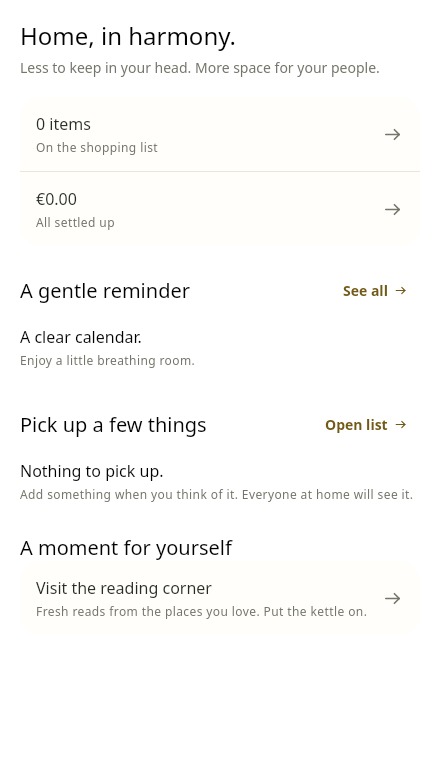 Home, in harmony.
Less to keep in your head. More space for your people.
0 items
On the shopping list
€0.00
All settled up
A gentle reminder
See all →
A clear calendar.
Enjoy a little breathing room.
Pick up a few things
Open list →
Nothing to pick up.
Add something when you think of it. Everyone at home will see it.
A moment for yourself
Visit the reading corner
Fresh reads from the places you love. Put the kettle on.